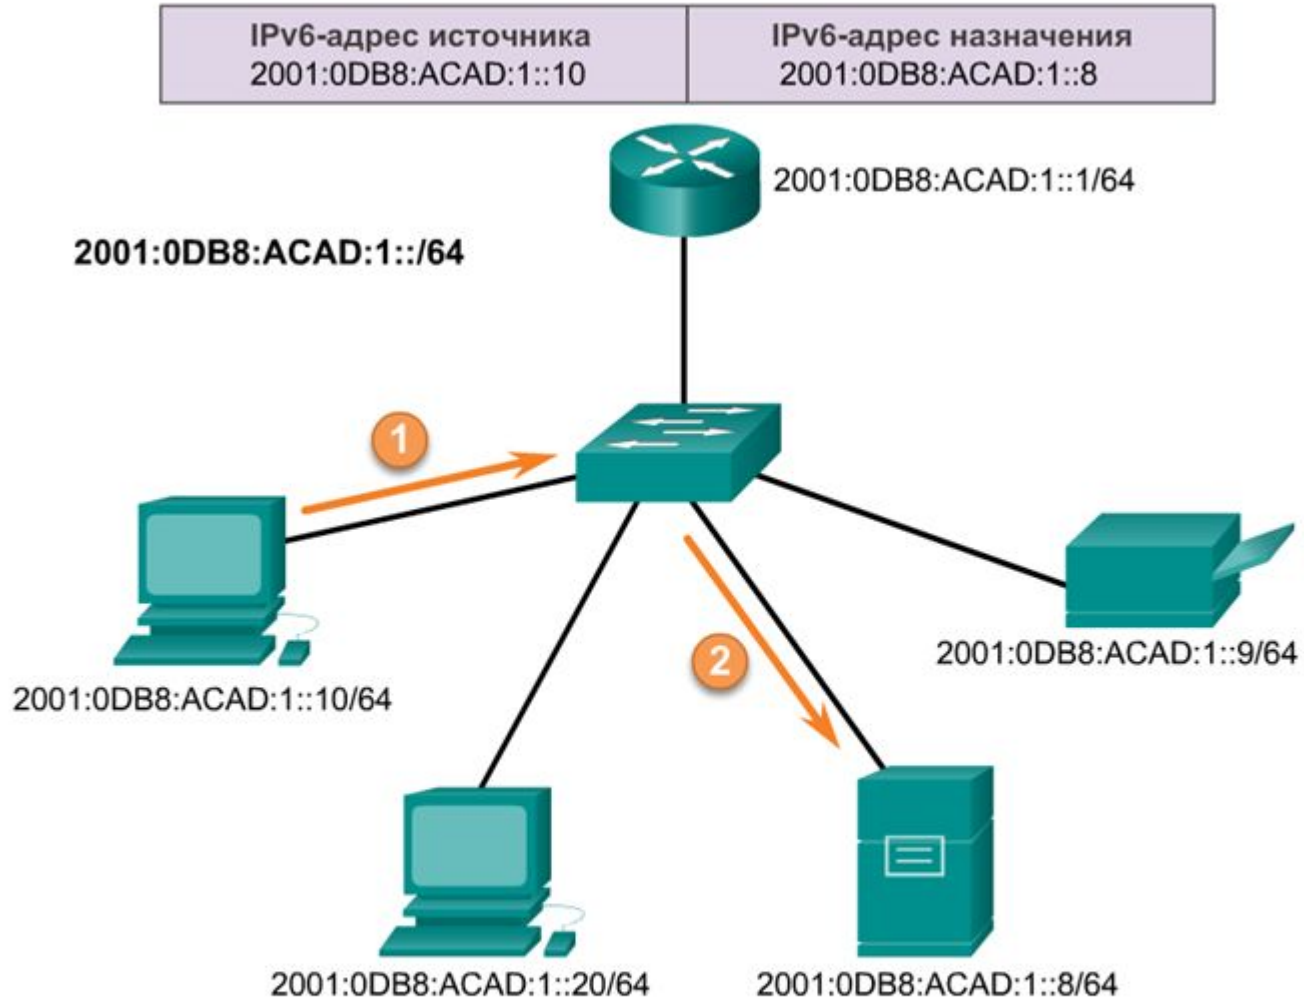 IPv6-адрес источника
2001:0DB8:ACAD:1::10
IPv6-адрес назначения
2001:0DB8:ACAD:1::8
2001:0DB8:ACAD:1::1/64
2001:0DB8:ACAD:1::/64
1
2
2001:0DB8:ACAD:1::9/64
2001:0DB8:ACAD:1::10/64
2001:0DB8:ACAD:1::20/64
2001:0DB8:ACAD:1::8/64